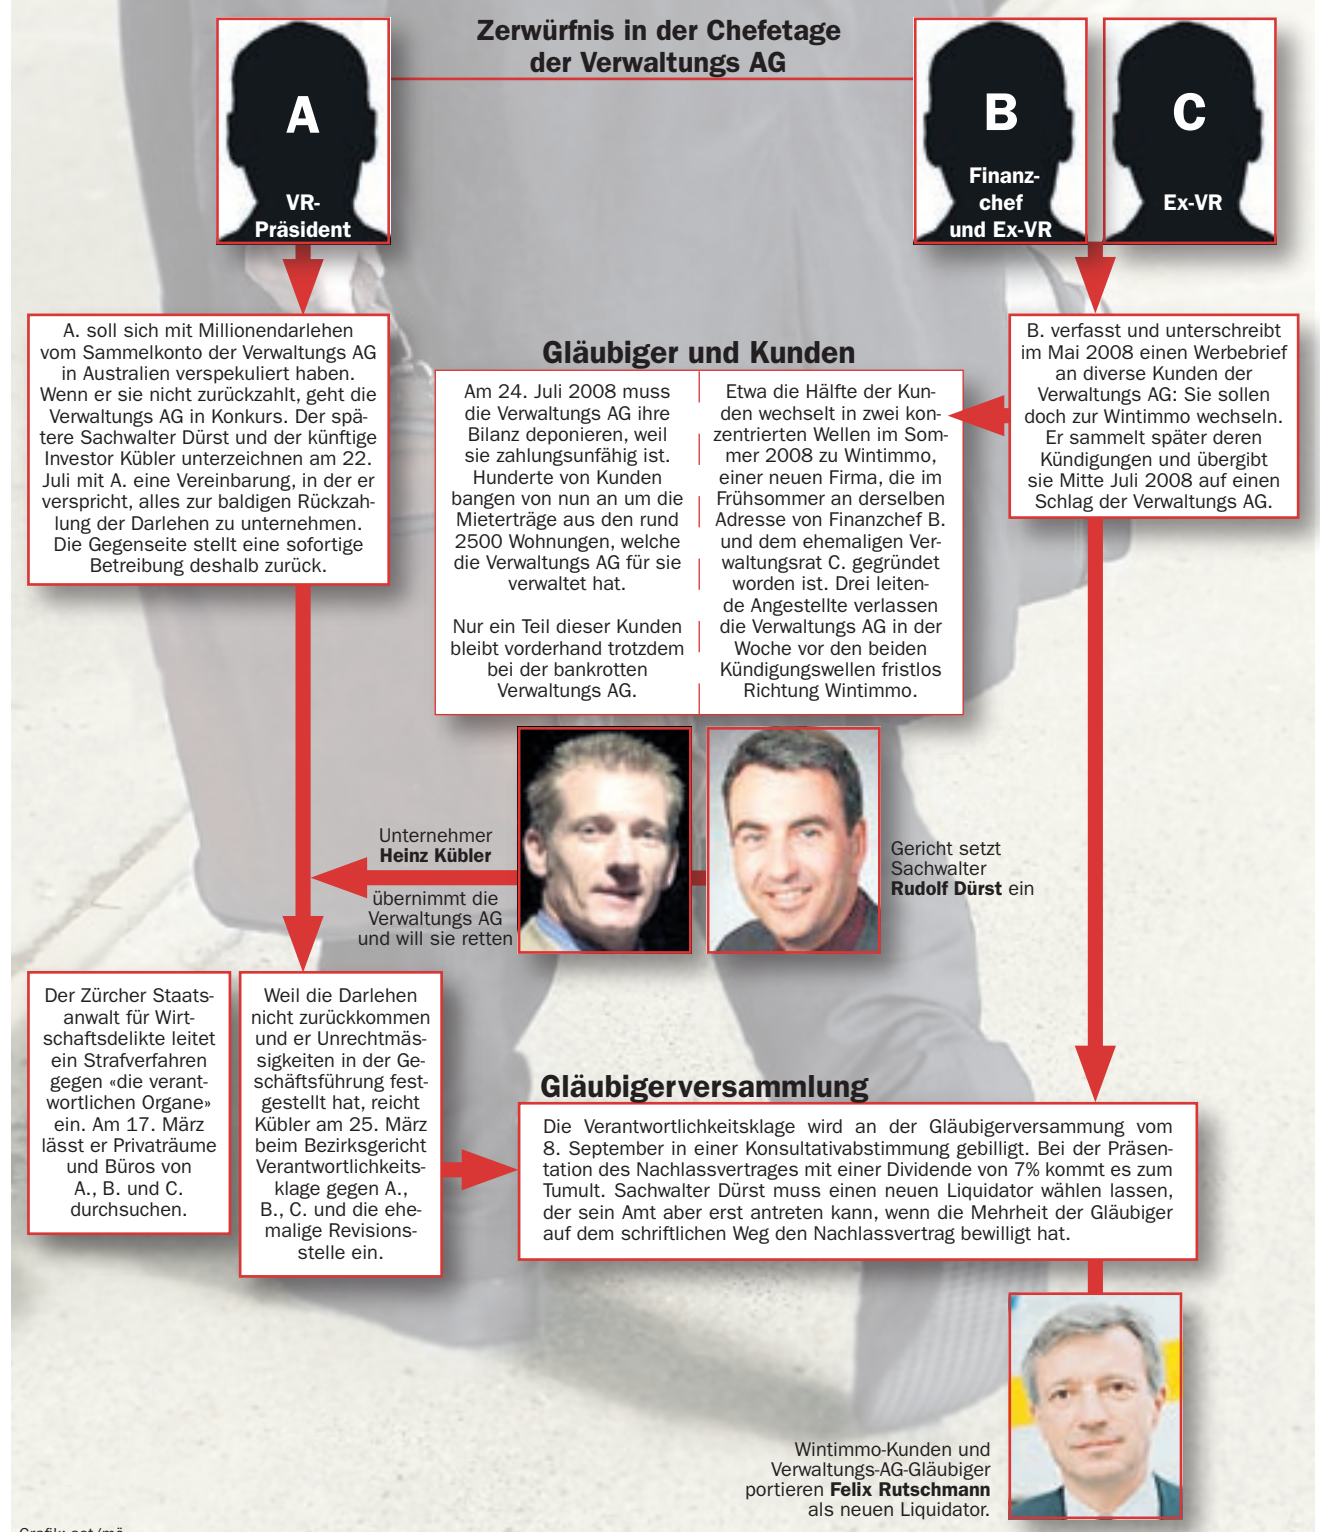 Zerwürfnis in der Chefetage
der Verwaltungs AG
A
VR-
Präsident
B
Finanz-
chef
und Ex-VR
C
Ex-VR
A. soll sich mit Millionendarlehen
vom Sammelkonto der Verwaltungs AG
in Australien verspekuliert haben.
Wenn er sie nicht zurückzahlt, geht die
Verwaltungs AG in Konkurs. Der spä-
tere Sachwalter Dürst und der künftige
Investor Kübler unterzeichnen am 22.
Juli mit A. eine Vereinbarung, in der er
verspricht, alles zur baldigen Rückzah-
lung der Darlehen zu unternehmen.
Die Gegenseite stellt eine sofortige
Betreibung deshalb zurück.
B. verfasst und unterschreibt
im Mai 2008 einen Werbebrief
an diverse Kunden der
Verwaltungs AG: Sie sollen
doch zur Wintimmo wechseln.
Er sammelt später deren
Kündigungen und übergibt
sie Mitte Juli 2008 auf einen
Schlag der Verwaltungs AG.
Gläubiger und Kunden
Am 24. Juli 2008 muss
die Verwaltungs AG ihre
Bilanz deponieren, weil
sie zahlungsunfähig ist.
Hunderte von Kunden
bangen von nun an um die
Mieterträge aus den rund
2500 Wohnungen, welche
die Verwaltungs AG für sie
verwaltet hat.
Nur ein Teil dieser Kunden
bleibt vorderhand trotzdem
bei der bankrotten
Verwaltungs AG.
Etwa die Hälfte der Kun-
den wechselt in zwei kon-
zentrierten Wellen im Som-
mer 2008 zu Wintimmo,
einer neuen Firma, die im
Frühsommer an derselben
Adresse von Finanzchef B.
und dem ehemaligen Ver-
waltungsrat C. gegründet
worden ist. Drei leiten-
de Angestellte verlassen
die Verwaltungs AG in der
Woche vor den beiden
Kündigungswellen fristlos
Richtung Wintimmo.
Unternehmer
Heinz Kübler
übernimmt die
Verwaltungs AG
und will sie retten
Gericht setzt
Sachwalter
Rudolf Dürst ein
Der Zürcher Staats-
anwalt für Wirt-
schaftsdelikte leitet
ein Strafverfahren
gegen «die verant-
wortlichen Organe»
ein. Am 17. März
lässt er Privaträume
und Büros von
A., B. und C.
durchsuchen.
Weil die Darlehen
nicht zurückkommen
und er Unrechtmäs-
sigkeiten in der Ge-
schäftsführung fest-
gestellt hat, reicht
Kübler am 25. März
beim Bezirksgericht
Verantwortlichkeits-
klage gegen A.,
B., C. und die ehe-
malige Revisions-
stelle ein.
Gläubigerversammlung
Die Verantwortlichkeitsklage wird an der Gläubigerversammung vom
8. September in einer Konsultativabstimmung gebilligt. Bei der Präsen-
tation des Nachlassvertrages mit einer Dividende von 7% kommt es zum
Tumult. Sachwalter Dürst muss einen neuen Liquidator wählen lassen,
der sein Amt aber erst antreten kann, wenn die Mehrheit der Gläubiger
auf dem schriftlichen Weg den Nachlassvertrag bewilligt hat.
Wintimmo-Kunden und
Verwaltungs-AG-Gläubiger
portieren Felix Rutschmann
als neuen Liquidator.